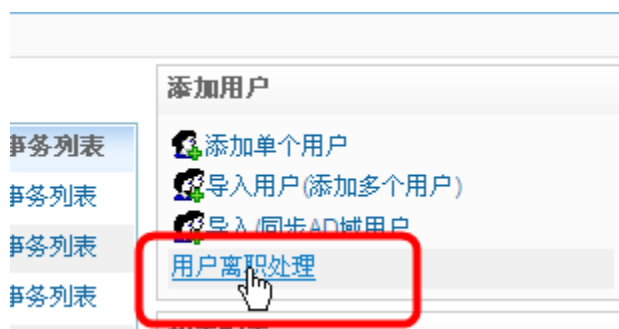 事务列表
事务列表
事务列表
事务列表
添加用户
添加单个用户
导入用户(添加多个用户)
导入/同步AD域用户
用户离职处理